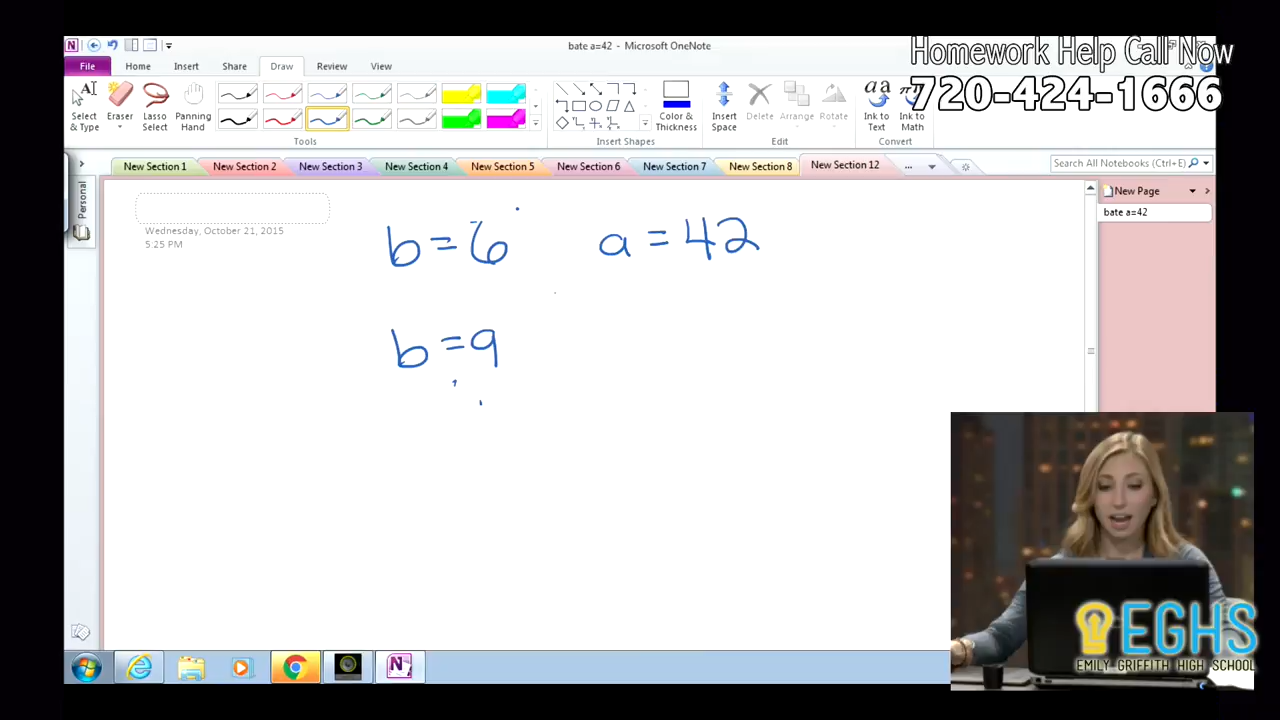 bate a=42 - Microsoft OneNote
Homework Help Call Now
720-424-1666
File Home Insert Share Draw Review View
Select & Type
Eraser
Lasso Select
Panning Hand
Color & Thickness
Insert Space
Delete
Arrange
Rotate
Ink to Text
Ink to Math
Tools
Insert Shapes
Edit
Convert
New Section 1 New Section 2 New Section 3 New Section 4 New Section 5 New Section 6 New Section 7 New Section 8 New Section 12 ...
Search All Notebooks (Ctrl+E)
Personal
New Page
bate a=42
Wednesday, October 21, 2015
5:25 PM
b = 6 a = 42
b = 9
EGHS
EMILY GRIFFITH HIGH SCHOOL